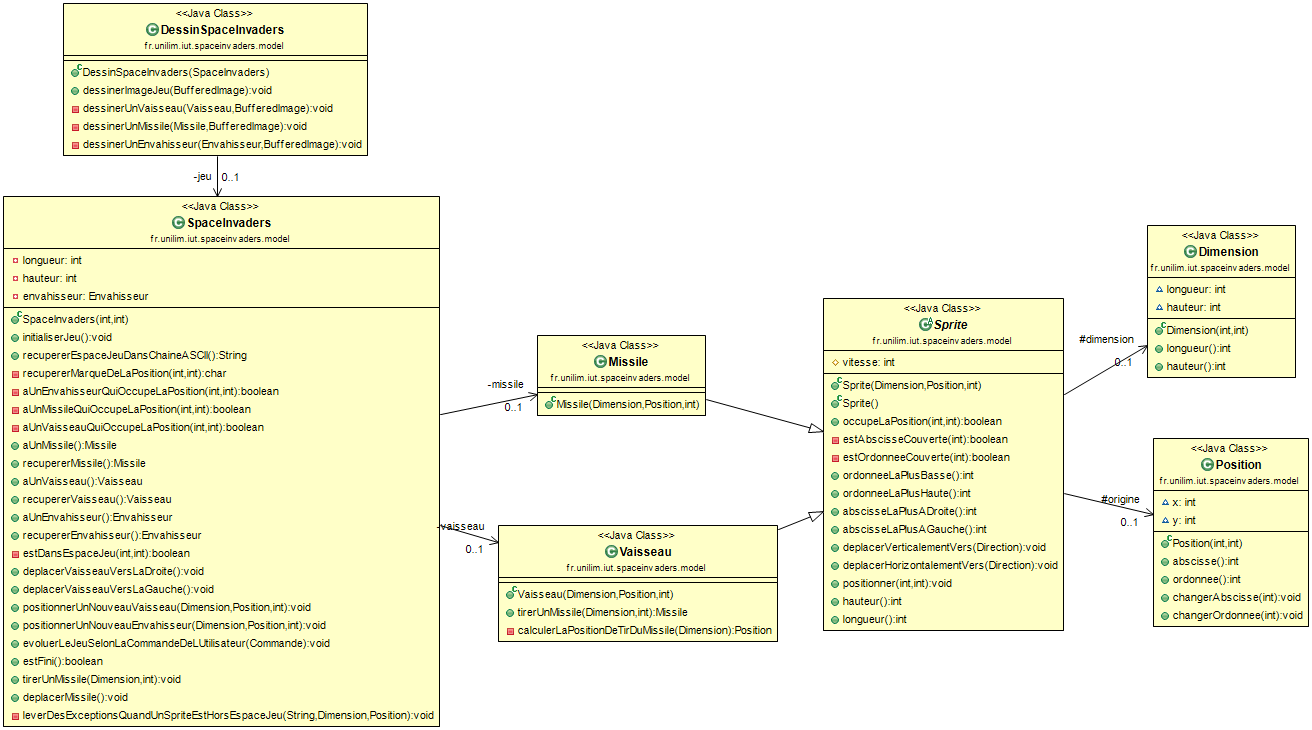 <<Java Class>>
DessinSpaceInvaders
fr.unilim.iut.spaceinvaders.model
DessinSpaceInvaders(SpaceInvaders)
dessinerImageJeu(BufferedImage):void
dessinerUnVaisseau(Vaisseau,BufferedImage):void
dessinerUnMissile(Missile,BufferedImage):void
dessinerUnEnvahisseur(Envahisseur,BufferedImage):void
-jeu 0..1
<<Java Class>>
SpaceInvaders
fr.unilim.iut.spaceinvaders.model
longueur: int
hauteur: int
envahisseur: Envahisseur
SpaceInvaders(int,int)
initialiserJeu():void
recupererEspaceJeuDansChaineASCII():String
recupererMarqueDeLaPosition(int,int):char
aUnEnvahisseurQuiOccupeLaPosition(int,int):boolean
aUnMissileQuiOccupeLaPosition(int,int):boolean
aUnVaisseauQuiOccupeLaPosition(int,int):boolean
aUnMissile():Missile
recupererMissile():Missile
aUnVaisseau():Vaisseau
recupererVaisseau():Vaisseau
aUnEnvahisseur():Envahisseur
recupererEnvahisseur():Envahisseur
estDansEspaceJeu(int,int):boolean
deplacerVaisseauVersLaDroite():void
deplacerVaisseauVersLaGauche():void
positionnerUnNouveauVaisseau(Dimension,Position,int):void
positionnerUnNouveauEnvahisseur(Dimension,Position,int):void
evoluerLeJeuSelonLaCommandeDeLUtilisateur(Commande):void
estFini():boolean
tirerUnMissile(Dimension,int):void
deplacerMissile():void
leverDesExceptionsQuandUnSpriteEstHorsEspaceJeu(String,Dimension,Position):void
-missile
0..1
-vaisseau
0..1
<<Java Class>>
Missile
fr.unilim.iut.spaceinvaders.model
Missile(Dimension,Position,int)
<<Java Class>>
Vaisseau
fr.unilim.iut.spaceinvaders.model
Vaisseau(Dimension,Position,int)
tirerUnMissile(Dimension,int):Missile
calculerLaPositionDeTirDuMissile(Dimension):Position
<<Java Class>>
Sprite
fr.unilim.iut.spaceinvaders.model
vitesse: int
Sprite(Dimension,Position,int)
Sprite()
occupeLaPosition(int,int):boolean
estAbscisseCouverte(int):boolean
estOrdonneeCouverte(int):boolean
ordonneeLaPlusBasse():int
ordonneeLaPlusHaute():int
abscisseLaPlusADroite():int
abscisseLaPlusAGauche():int
deplacerVerticalementVers(Direction):void
deplacerHorizontalementVers(Direction):void
positionner(int,int):void
hauteur():int
longueur():int
#dimension
0..1
#origine
0..1
<<Java Class>>
Dimension
fr.unilim.iut.spaceinvaders.model
longueur: int
hauteur: int
Dimension(int,int)
longueur():int
hauteur():int
<<Java Class>>
Position
fr.unilim.iut.spaceinvaders.model
x: int
y: int
Position(int,int)
abscisse():int
ordonnee():int
changerAbscisse(int):void
changerOrdonnee(int):void